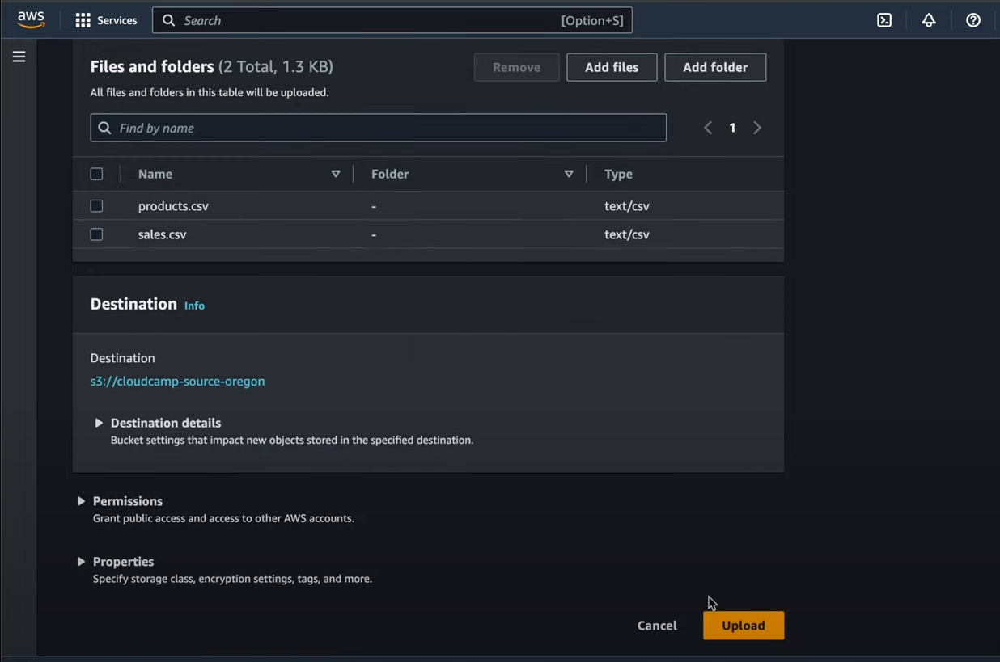 aws Services Search [Option+S]
Files and folders (2 Total, 1.3 KB) Remove Add files Add folder
All files and folders in this table will be uploaded.
Find by name 1
Name Folder Type
products.csv - text/csv
sales.csv - text/csv
Destination Info
Destination
s3://cloudcamp-source-oregon
Destination details
Bucket settings that impact new objects stored in the specified destination.
Permissions
Grant public access and access to other AWS accounts.
Properties
Specify storage class, encryption settings, tags, and more.
Cancel Upload